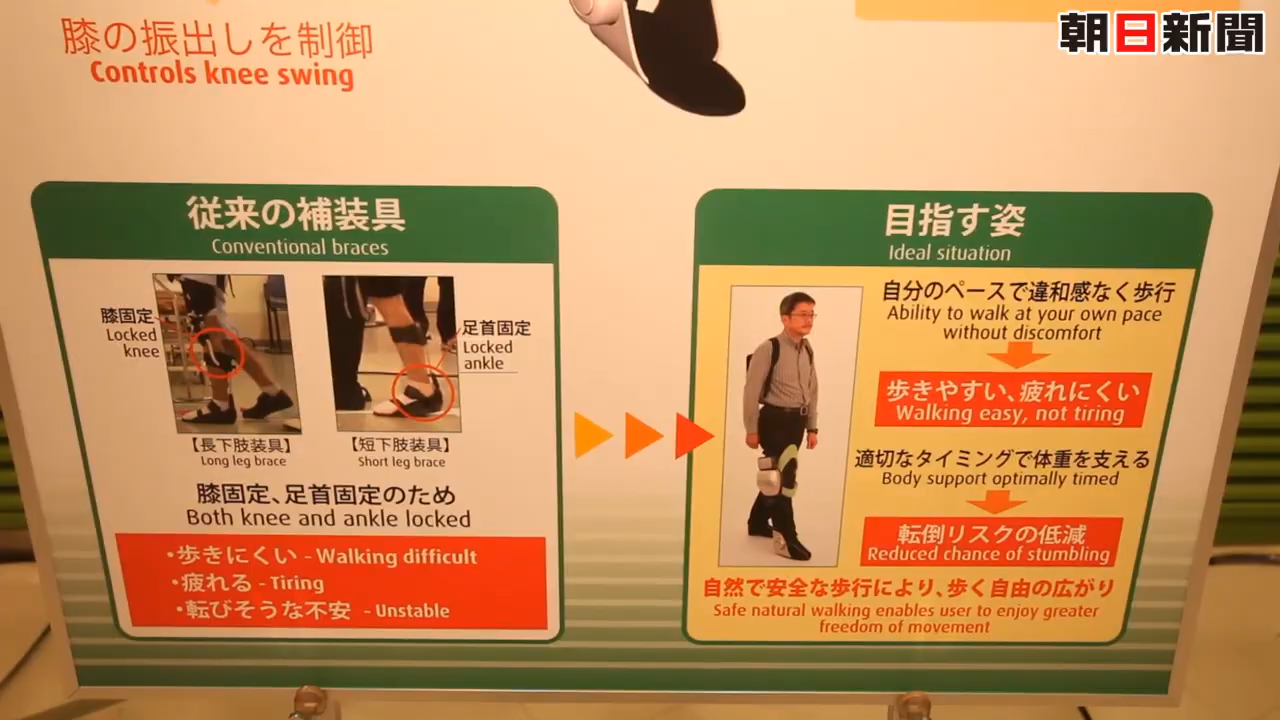 朝日新聞
膝の振出しを制御
Controls knee swing
従来の補装具
Conventional braces
膝固定
Locked
knee
足首固定
Locked
ankle
【長下肢装具】
Long leg brace
【短下肢装具】
Short leg brace
膝固定、足首固定のため
Both knee and ankle locked
・歩きにくい - Walking difficult
・疲れる - Tiring
・転びそうな不安 - Unstable
目指す姿
Ideal situation
自分のペースで違和感なく歩行
Ability to walk at your own pace
without discomfort
歩きやすい、疲れにくい
Walking easy, not tiring
適切なタイミングで体重を支える
Body support optimally timed
転倒リスクの低減
Reduced chance of stumbling
自然で安全な歩行により、歩く自由の広がり
Safe natural walking enables user to enjoy greater
freedom of movement